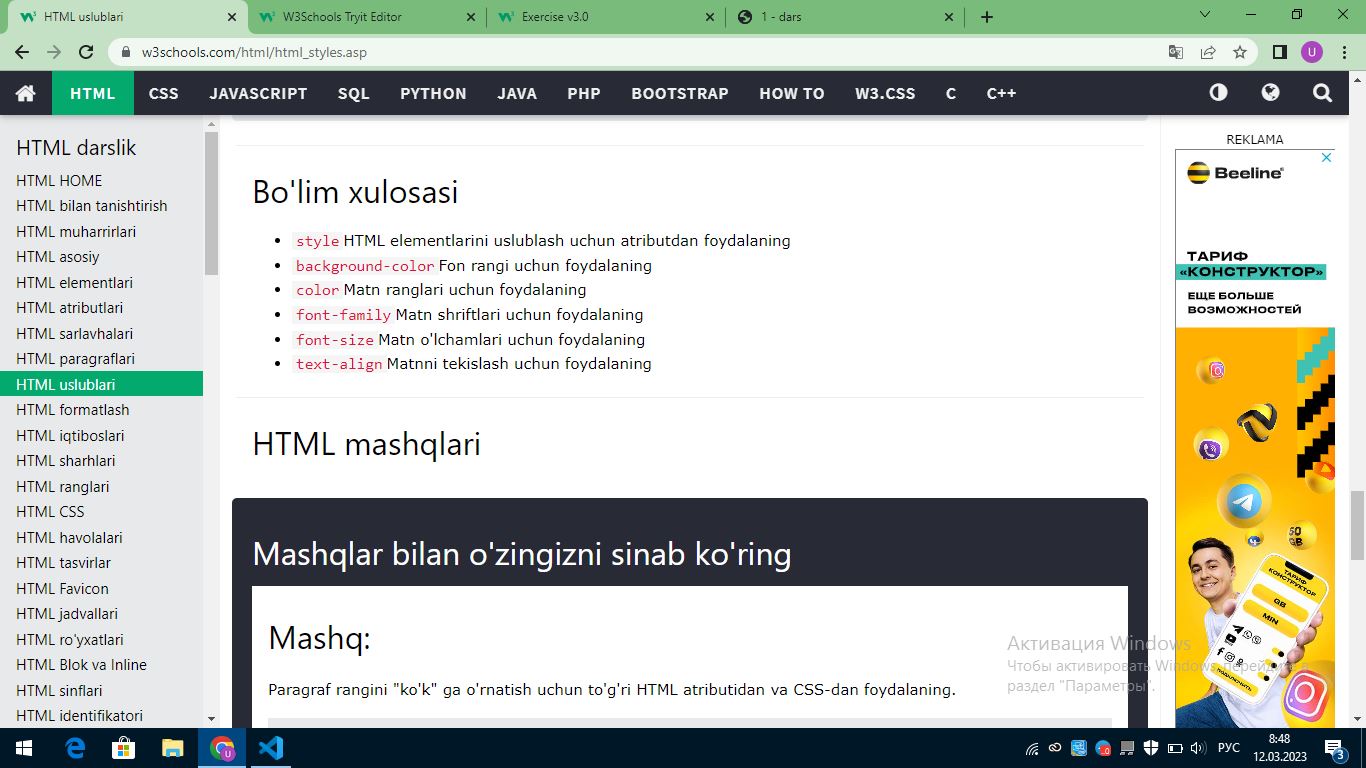 HTML uslublari
W3Schools Tryit Editor
Exercise v3.0
1 - dars
w3schools.com/html/html_styles.asp
U
HTML
CSS
JAVASCRIPT
SQL
PYTHON
JAVA
PHP
BOOTSTRAP
HOW TO
W3.CSS
C
C++
HTML darslik
HTML HOME
HTML bilan tanishtirish
HTML muharrirlari
HTML asosiy
HTML elementlari
HTML atributlari
HTML sarlavhalari
HTML paragraflari
HTML uslublari
HTML formatlash
HTML iqtiboslari
HTML sharhlari
HTML ranglari
HTML CSS
HTML havolalari
HTML tasvirlar
HTML Favicon
HTML jadvallari
HTML ro'yxatlari
HTML Blok va Inline
HTML sinflari
HTML identifikatori
Bo'lim xulosasi
style HTML elementlarini uslublash uchun atributdan foydalaning
background-color Fon rangi uchun foydalaning
color Matn ranglari uchun foydalaning
font-family Matn shriftlari uchun foydalaning
font-size Matn o'lchamlari uchun foydalaning
text-align Matnni tekislash uchun foydalaning
HTML mashqlari
Mashqlar bilan o'zingizni sinab ko'ring
Mashq:
Paragraf rangini "ko'k" ga o'rnatish uchun to'g'ri HTML atributidan va CSS-dan foydalaning.
REKLAMA
Beeline
ТАРИФ
«КОНСТРУКТОР»
ЕЩЕ БОЛЬШЕ
ВОЗМОЖНОСТЕЙ
50
GB
ТАРИФ
КОНСТРУКТОР
GB
MIN
ПОДКЛЮЧИТЬ
Активация Windows
Чтобы активировать Windows, перейдите в
раздел "Параметры".
U
РУС
8:48
12.03.2023
3